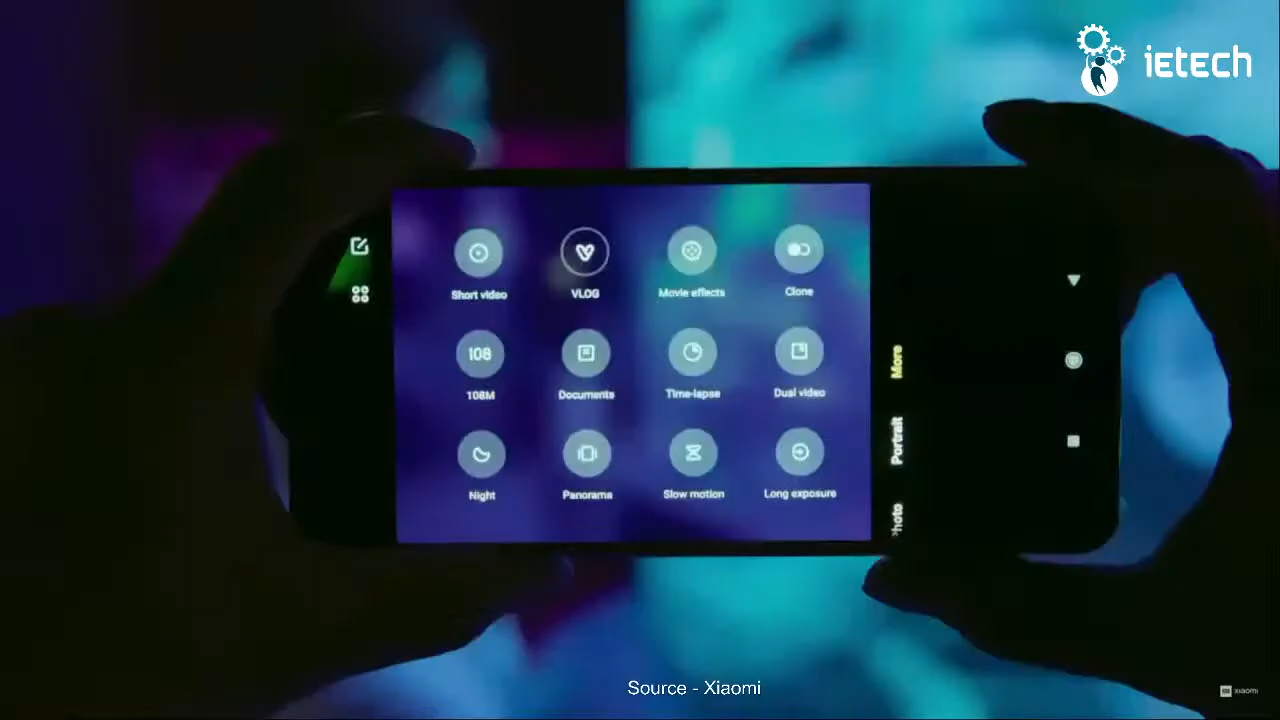 ietech
Short video
VLOG
Movie effects
Clone
108
108M
Documents
Time-lapse
Dual video
Night
Panorama
Slow motion
Long exposure
More
Portrait
Photo
Source - Xiaomi
xiaomi